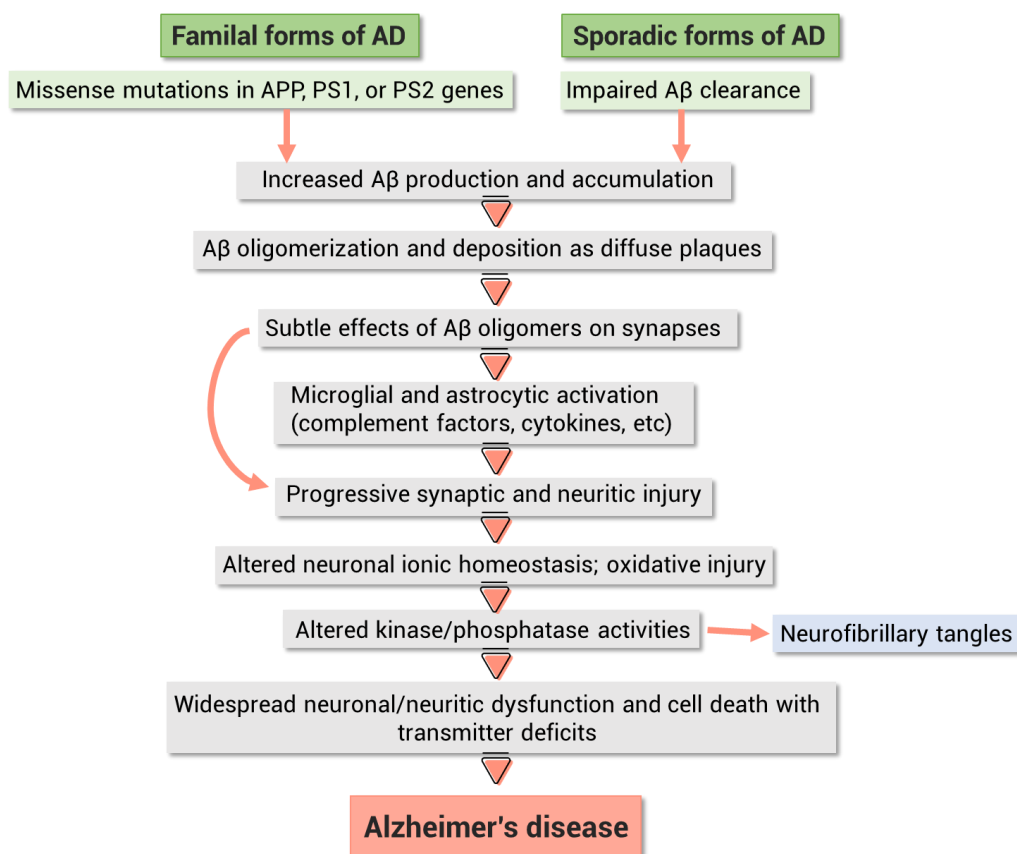 Familal forms of AD
Sporadic forms of AD
Missense mutations in APP, PS1, or PS2 genes
Impaired Aβ clearance
Increased Aβ production and accumulation
Aβ oligomerization and deposition as diffuse plaques
Subtle effects of Aβ oligomers on synapses
Microglial and astrocytic activation
(complement factors, cytokines, etc)
Progressive synaptic and neuritic injury
Altered neuronal ionic homeostasis; oxidative injury
Altered kinase/phosphatase activities
Neurofibrillary tangles
Widespread neuronal/neuritic dysfunction and cell death with
transmitter deficits
Alzheimer's disease